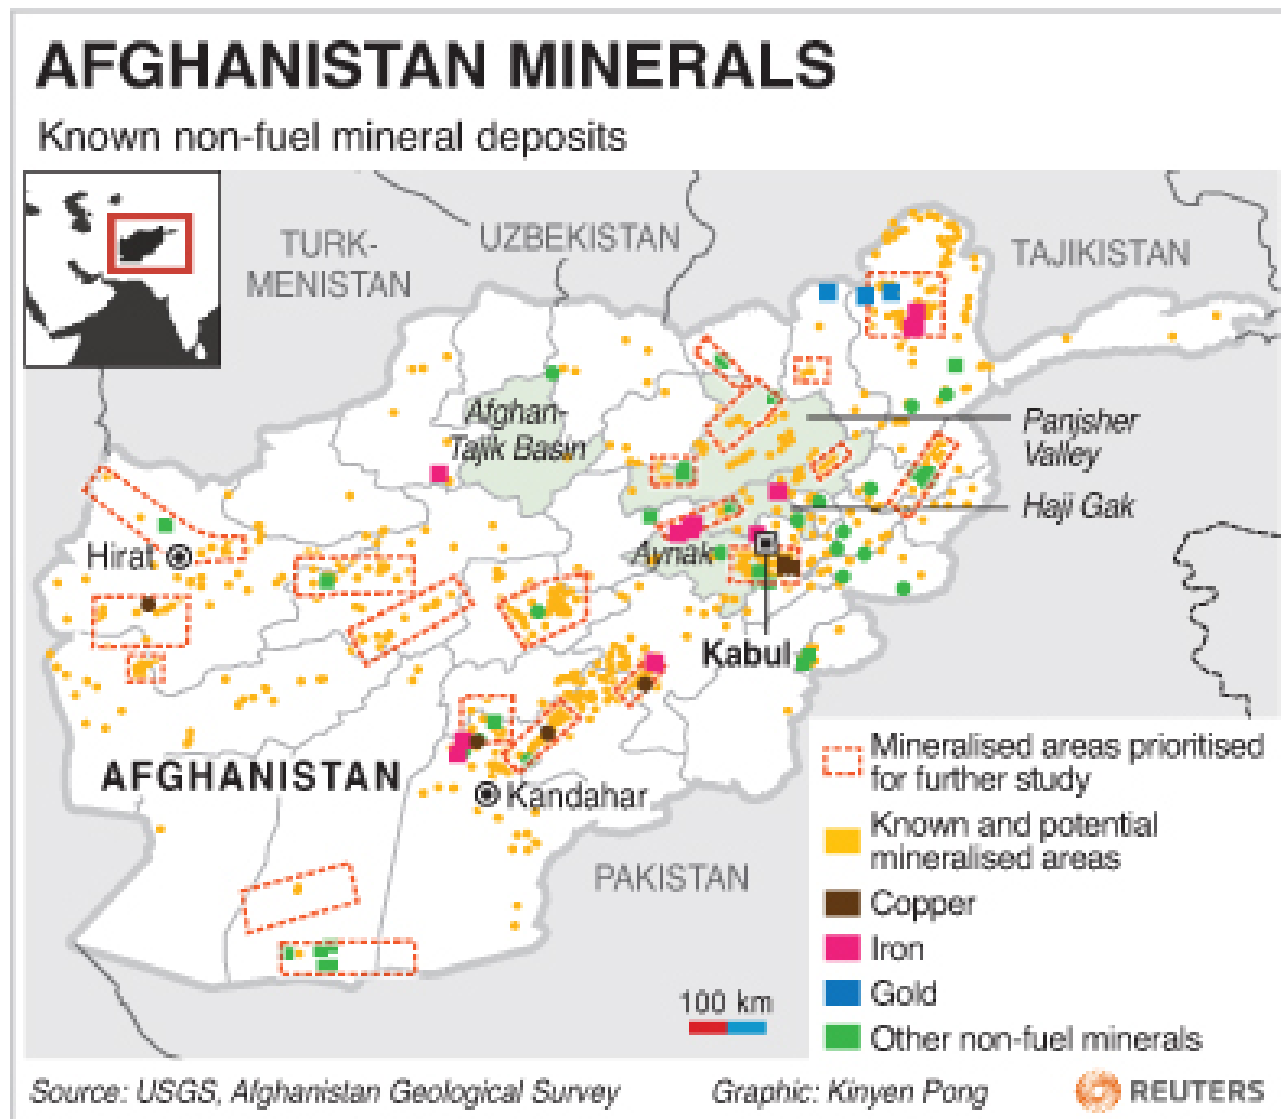 AFGHANISTAN MINERALS
Known non-fuel mineral deposits
TURK-
MENISTAN
UZBEKISTAN
TAJIKISTAN
Afghan-
Tajik Basin
Panjsher
Valley
Haji Gak
Hirat
Aynak
Kabul
AFGHANISTAN
Kandahar
PAKISTAN
Mineralised areas prioritised
for further study
Known and potential
mineralised areas
Copper
Iron
Gold
Other non-fuel minerals
100 km
Source: USGS, Afghanistan Geological Survey
Graphic: Kinyen Pong
REUTERS